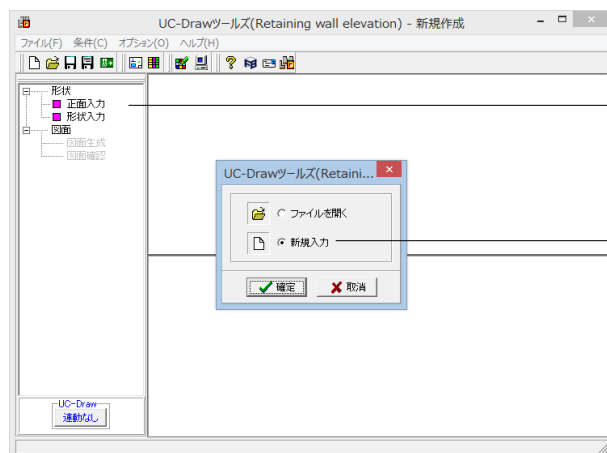 UC-Drawツールズ(Retaining wall elevation) - 新規作成
ファイル(F) 条件(C) オプション(O) ヘルプ(H)
形状
正面入力
形状入力
図面
図面生成
図面確認
UC-Drawツールズ(Retaini...
ファイルを開く
新規入力
確定
取消
UC-Draw
連動なし